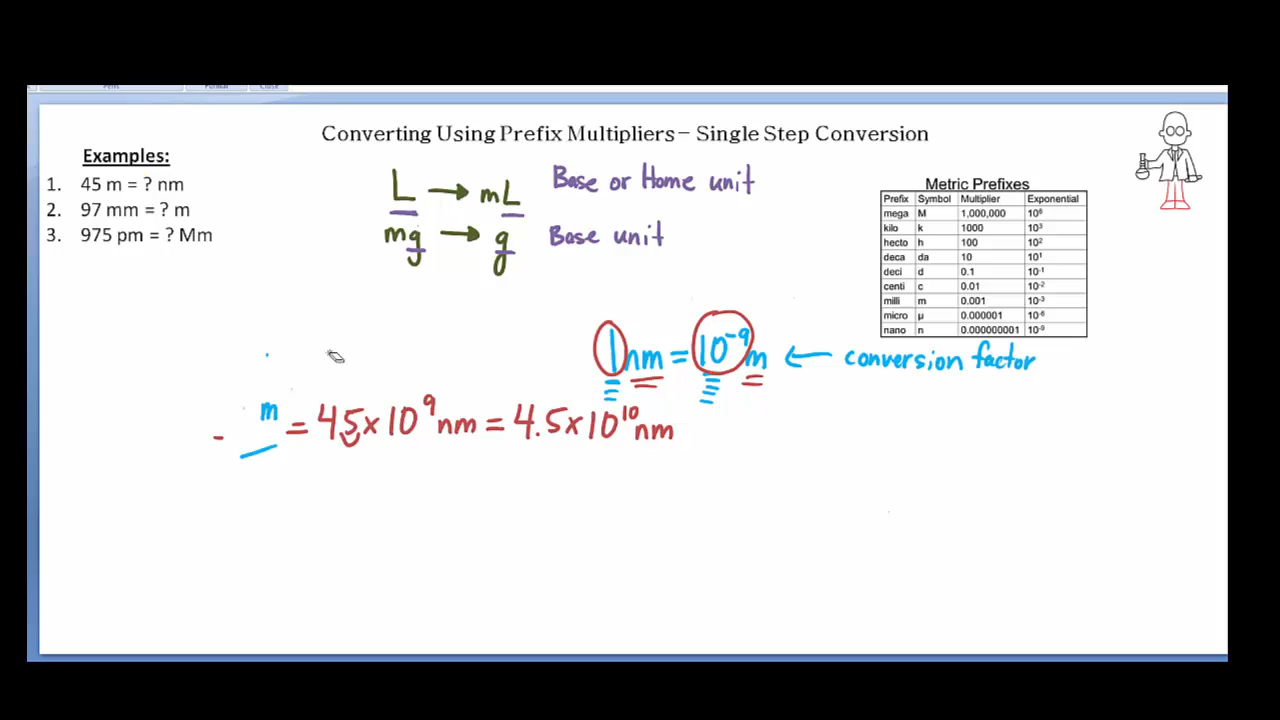 Pens Format Close
Converting Using Prefix Multipliers – Single Step Conversion
Examples:
1. 45 m = ? nm
2. 97 mm = ? m
3. 975 pm = ? Mm
L → mL Base or Home unit
mg → g Base unit
Metric Prefixes
Prefix Symbol Multiplier Exponential
mega M 1,000,000 10⁶
kilo k 1000 10³
hecto h 100 10²
deca da 10 10¹
deci d 0.1 10⁻¹
centi c 0.01 10⁻²
milli m 0.001 10⁻³
micro µ 0.000001 10⁻⁶
nano n 0.000000001 10⁻⁹
1 nm = 10⁻⁹ m ← conversion factor
m = 45 x 10⁹ nm = 4.5 x 10¹⁰ nm